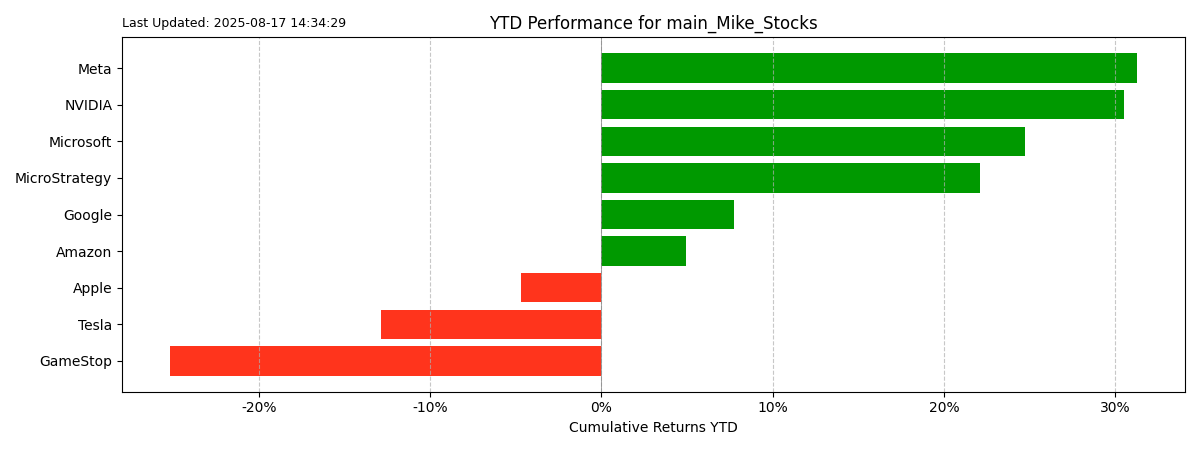 Last Updated: 2025-08-17 14:34:29
YTD Performance for main_Mike_Stocks
Meta
NVIDIA
Microsoft
MicroStrategy
Google
Amazon
Apple
Tesla
GameStop
-20% -10% 0% 10% 20% 30%
Cumulative Returns YTD